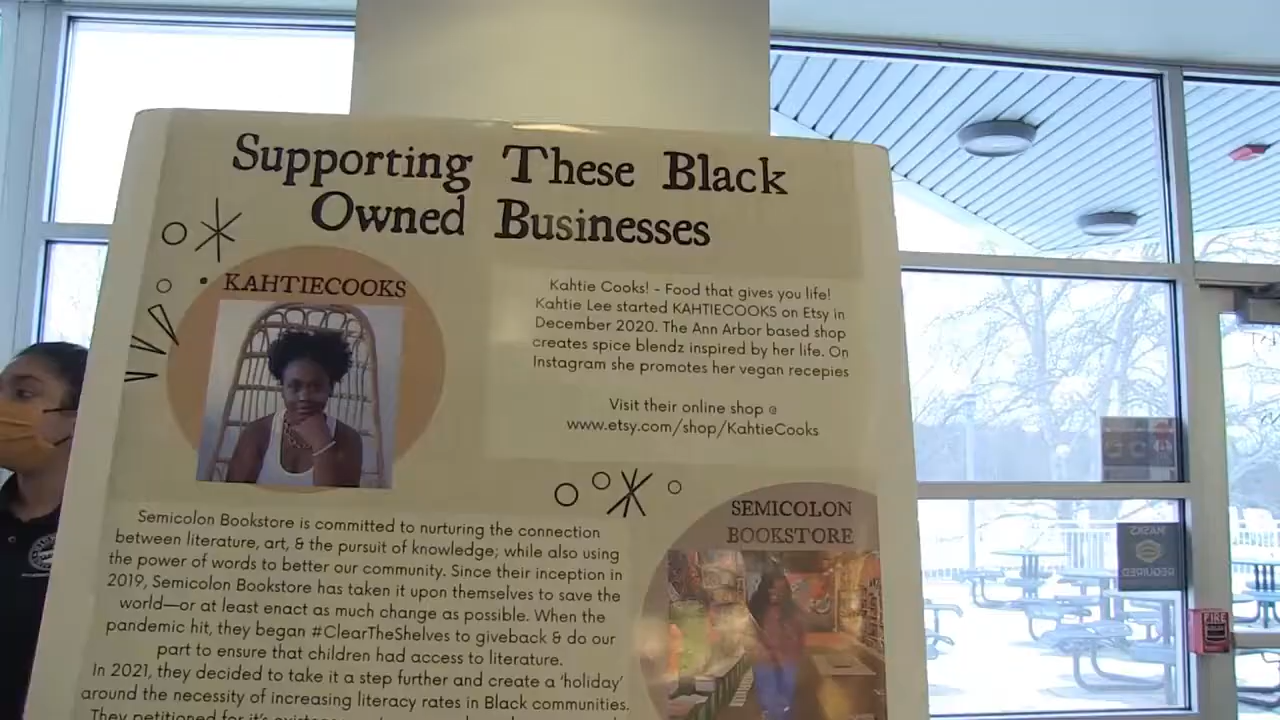 Supporting These Black
Owned Businesses
KAHTIECOOKS
Kahtie Cooks! - Food that gives you life!
Kahtie Lee started KAHTIECOOKS on Etsy in
December 2020. The Ann Arbor based shop
creates spice blendz inspired by her life. On
Instagram she promotes her vegan recepies
Visit their online shop @
www.etsy.com/shop/KahtieCooks
SEMICOLON
BOOKSTORE
Semicolon Bookstore is committed to nurturing the connection
between literature, art, & the pursuit of knowledge; while also using
the power of words to better our community. Since their inception in
2019, Semicolon Bookstore has taken it upon themselves to save the
world—or at least enact as much change as possible. When the
pandemic hit, they began #ClearTheShelves to giveback & do our
part to ensure that children had access to literature.
In 2021, they decided to take it a step further and create a 'holiday'
around the necessity of increasing literacy rates in Black communities.
They petitioned for it's
MASKS
REQUIRED
FIRE